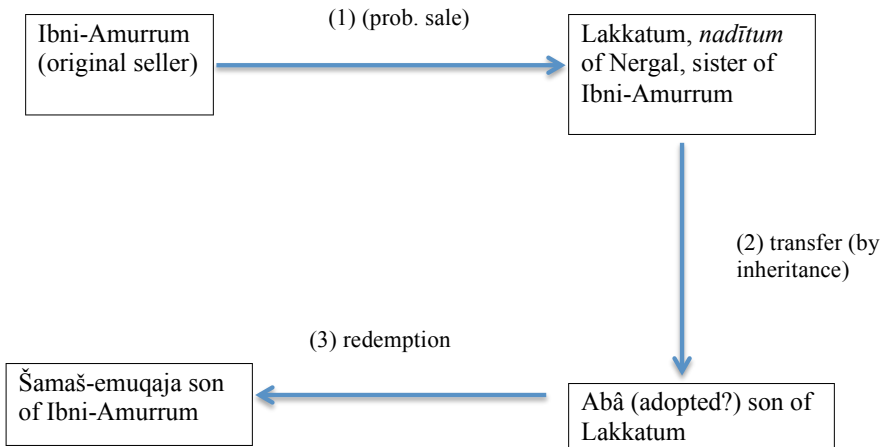 (1) (prob. sale)
Ibni-Amurrum
(original seller)
Lakkatum, nadītum
of Nergal, sister of
Ibni-Amurrum
(2) transfer (by
inheritance)
(3) redemption
Šamaš-emuqaja son
of Ibni-Amurrum
Abâ (adopted?) son of
Lakkatum